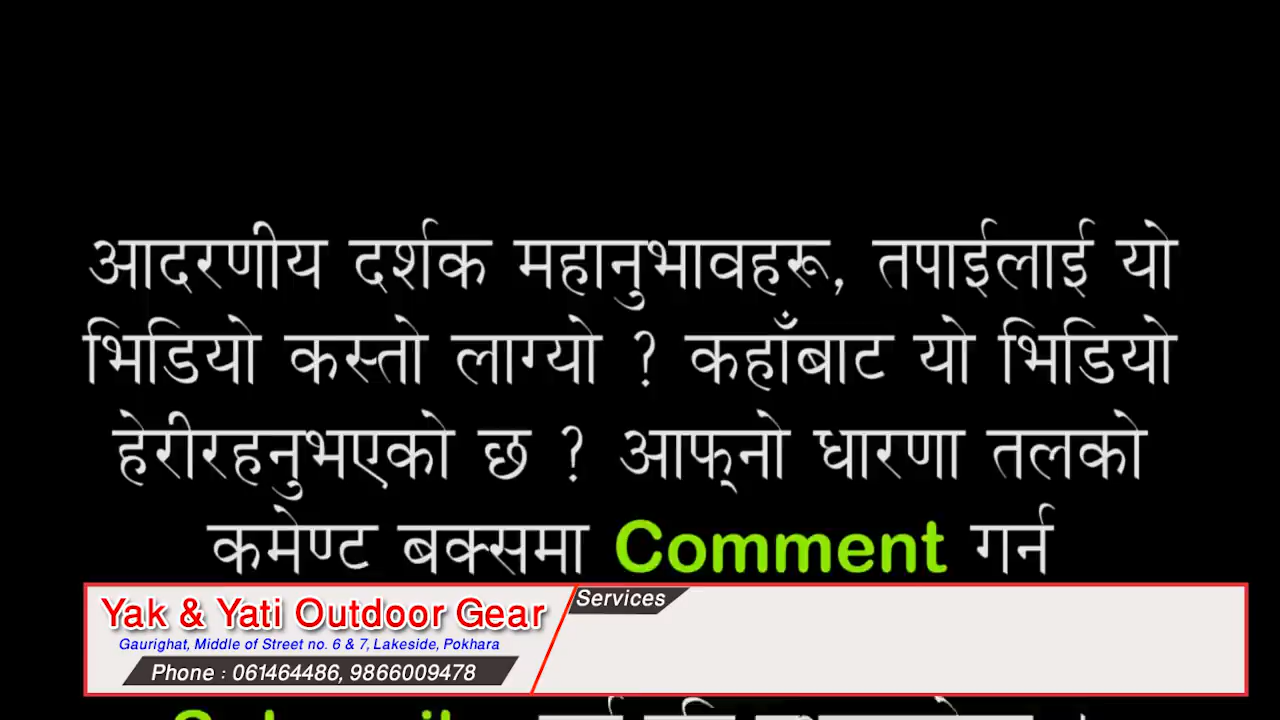 आदरणीय दर्शक महानुभावहरू, तपाईलाई यो
भिडियो कस्तो लाग्यो ? कहाँबाट यो भिडियो
हेरीरहनुभएको छ ? आफ्नो धारणा तलको
कमेण्ट बक्समा Comment गर्न
Yak & Yati Outdoor Gear
Gaurighat, Middle of Street no. 6 & 7, Lakeside, Pokhara
Phone : 061464486, 9866009478
Services